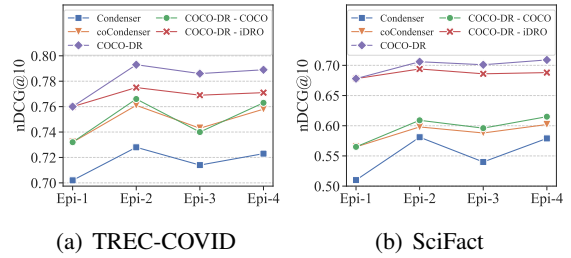 Condenser
coCondenser
COCO-DR
COCO-DR - COCO
COCO-DR - iDRO
nDCG@10
0.80
0.78
0.76
0.74
0.72
0.70
Epi-1 Epi-2 Epi-3 Epi-4
(a) TREC-COVID
Condenser
coCondenser
COCO-DR
COCO-DR - COCO
COCO-DR - iDRO
nDCG@10
0.70
0.60
0.55
0.50
Epi-1 Epi-2 Epi-3 Epi-4
(b) SciFact